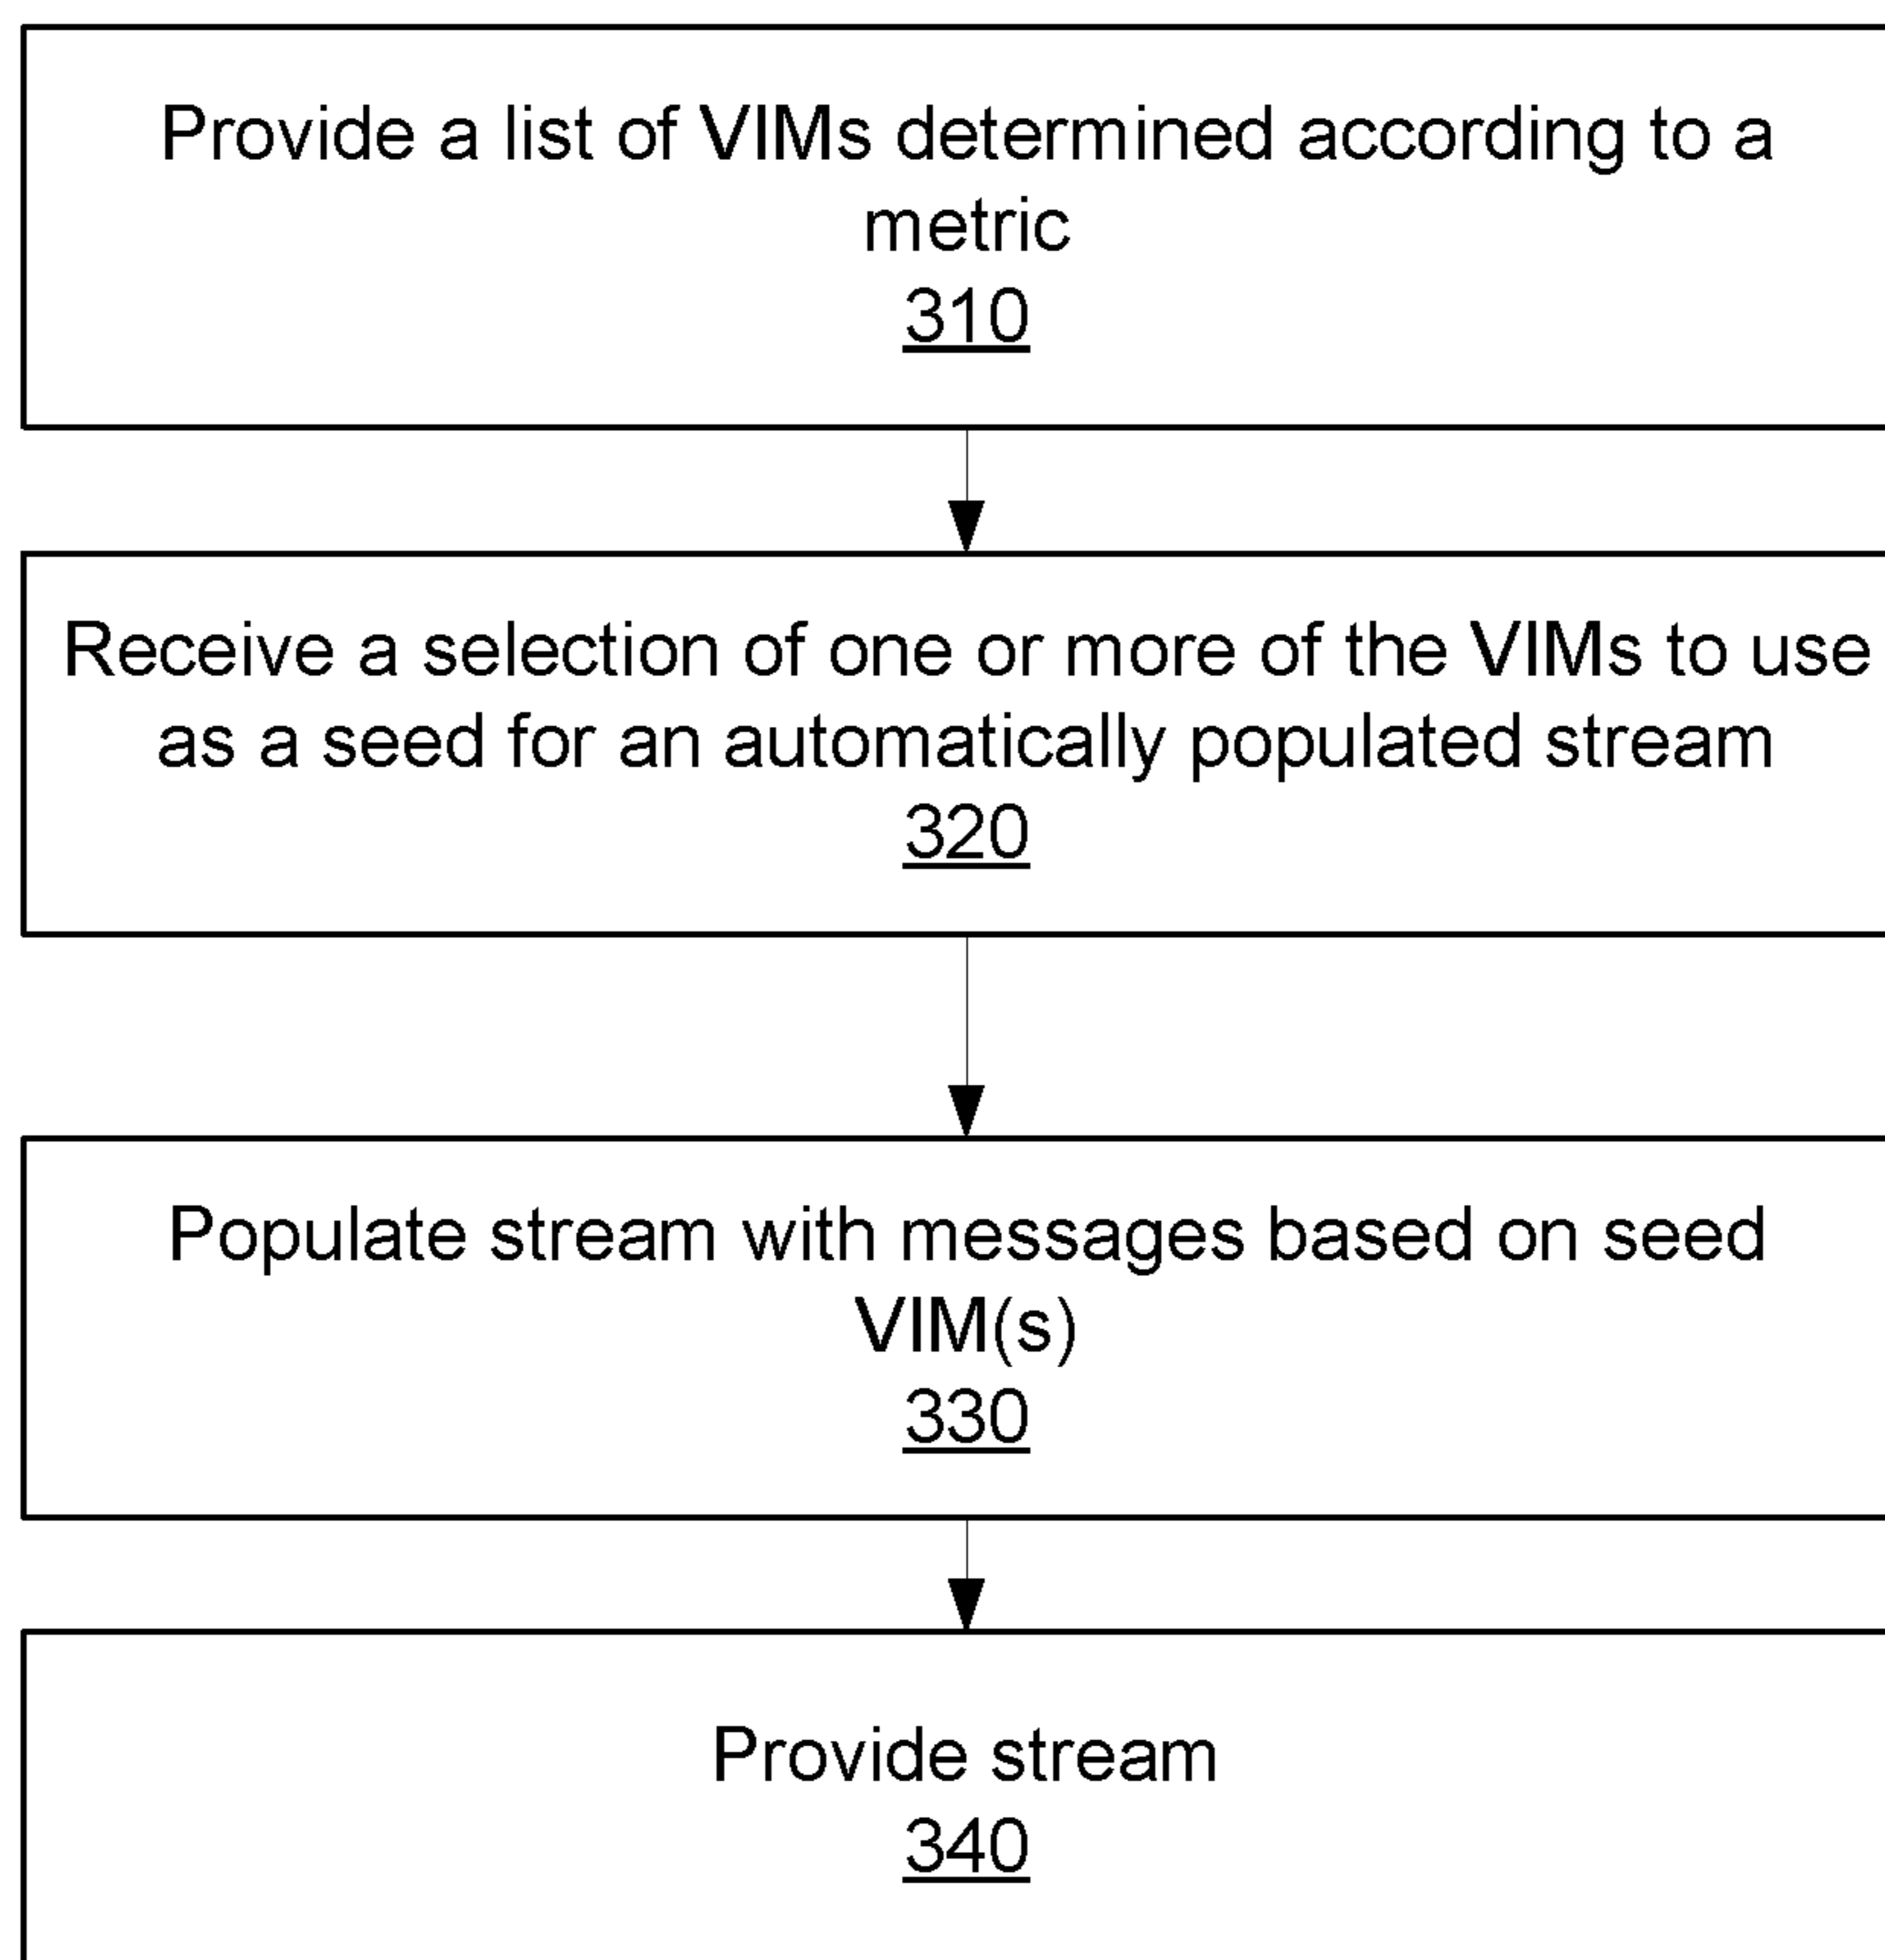 Provide a list of VIMs determined according to a
metric
310
Receive a selection of one or more of the VIMs to use
as a seed for an automatically populated stream
320
Populate stream with messages based on seed
VIM(s)
330
Provide stream
340